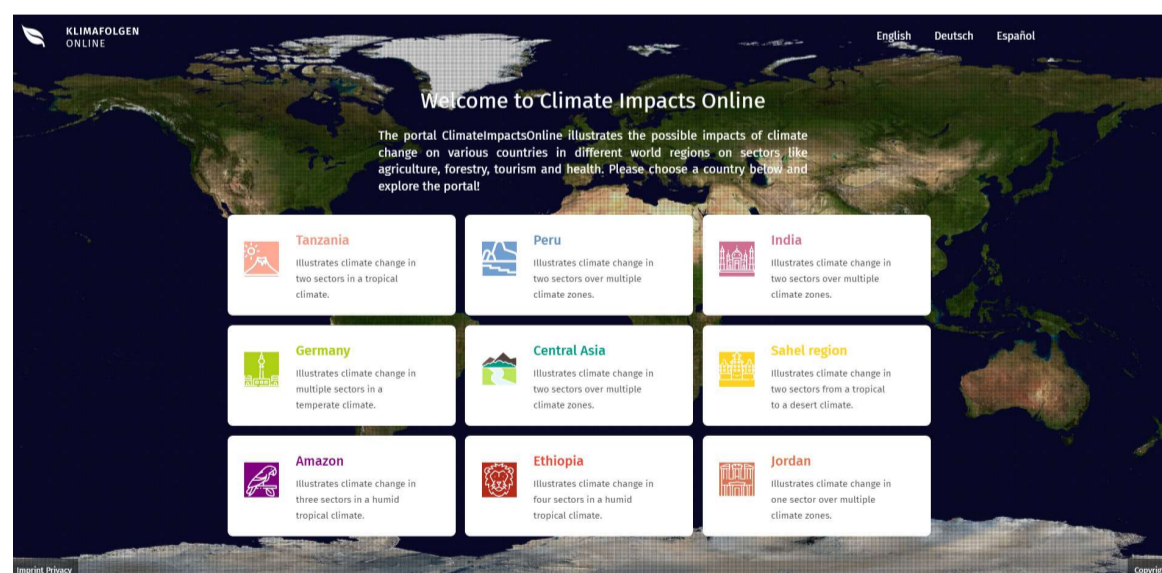 KLIMAFOLGEN
ONLINE
English Deutsch Español
Welcome to Climate Impacts Online
The portal ClimateImpactsOnline illustrates the possible impacts of climate
change on various countries in different world regions on sectors like
agriculture, forestry, tourism and health. Please choose a country below and
explore the portal!
Tanzania
Illustrates climate change in
two sectors in a tropical
climate.
Peru
Illustrates climate change in
two sectors over multiple
climate zones.
India
Illustrates climate change in
two sectors over multiple
climate zones.
Germany
Illustrates climate change in
multiple sectors in a
temperate climate.
Central Asia
Illustrates climate change in
two sectors over multiple
climate zones.
Sahel region
Illustrates climate change in
two sectors from a tropical
to a desert climate.
Amazon
Illustrates climate change in
three sectors in a humid
tropical climate.
Ethiopia
Illustrates climate change in
four sectors in a humid
tropical climate.
Jordan
Illustrates climate change in
one sector over multiple
climate zones.
Imprint Privacy